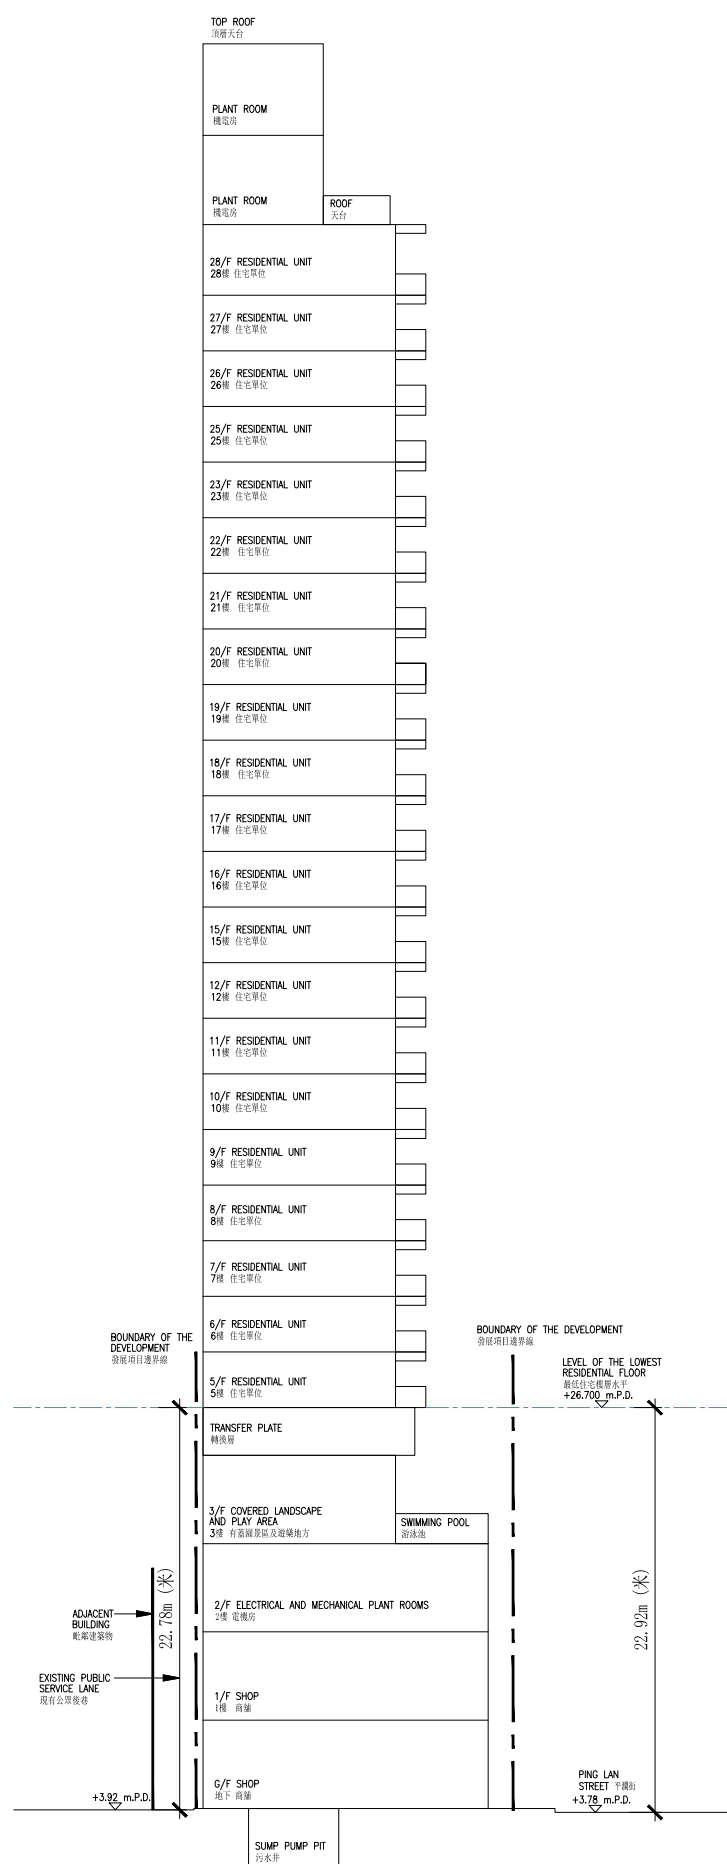 TOP ROOF
頂層天台
PLANT ROOM
機電房
PLANT ROOM
機電房
ROOF
天台
28/F RESIDENTIAL UNIT
28樓 住宅單位
27/F RESIDENTIAL UNIT
27樓 住宅單位
26/F RESIDENTIAL UNIT
26樓 住宅單位
25/F RESIDENTIAL UNIT
25樓 住宅單位
23/F RESIDENTIAL UNIT
23樓 住宅單位
22/F RESIDENTIAL UNIT
22樓 住宅單位
21/F RESIDENTIAL UNIT
21樓 住宅單位
20/F RESIDENTIAL UNIT
20樓 住宅單位
19/F RESIDENTIAL UNIT
19樓 住宅單位
18/F RESIDENTIAL UNIT
18樓 住宅單位
17/F RESIDENTIAL UNIT
17樓 住宅單位
16/F RESIDENTIAL UNIT
16樓 住宅單位
15/F RESIDENTIAL UNIT
15樓 住宅單位
12/F RESIDENTIAL UNIT
12樓 住宅單位
11/F RESIDENTIAL UNIT
11樓 住宅單位
10/F RESIDENTIAL UNIT
10樓 住宅單位
9/F RESIDENTIAL UNIT
9樓 住宅單位
8/F RESIDENTIAL UNIT
8樓 住宅單位
7/F RESIDENTIAL UNIT
7樓 住宅單位
6/F RESIDENTIAL UNIT
6樓 住宅單位
BOUNDARY OF THE
DEVELOPMENT
發展項目邊界線
BOUNDARY OF THE DEVELOPMENT
發展項目邊界線
5/F RESIDENTIAL UNIT
5樓 住宅單位
LEVEL OF THE LOWEST
RESIDENTIAL FLOOR
最低住宅樓層水平
+26.700 m.P.D.
TRANSFER PLATE
轉換層
3/F COVERED LANDSCAPE
AND PLAY AREA
3樓 有蓋園景區及遊樂地方
SWIMMING POOL
游泳池
2/F ELECTRICAL AND MECHANICAL PLANT ROOMS
2樓 電機房
22.78m (米)
22.92m (米)
ADJACENT
BUILDING
毗鄰建築物
EXISTING PUBLIC
SERVICE LANE
現有公眾後巷
1/F SHOP
1樓 商舖
G/F SHOP
地下 商舖
+3.92 m.P.D.
PING LAN
STREET 平瀾街
+3.78 m.P.D.
SUMP PUMP PIT
污水井